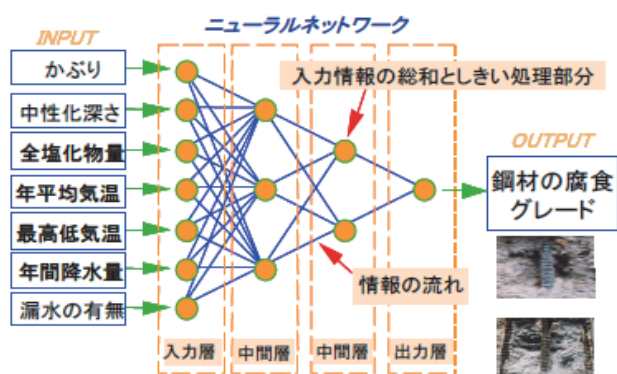 ニューラルネットワーク
INPUT
かぶり
中性化深さ
全塩化物量
年平均気温
最高低気温
年間降水量
漏水の有無
入力情報の総和としきい処理部分
OUTPUT
鋼材の腐食
グレード
情報の流れ
入力層
中間層
中間層
出力層